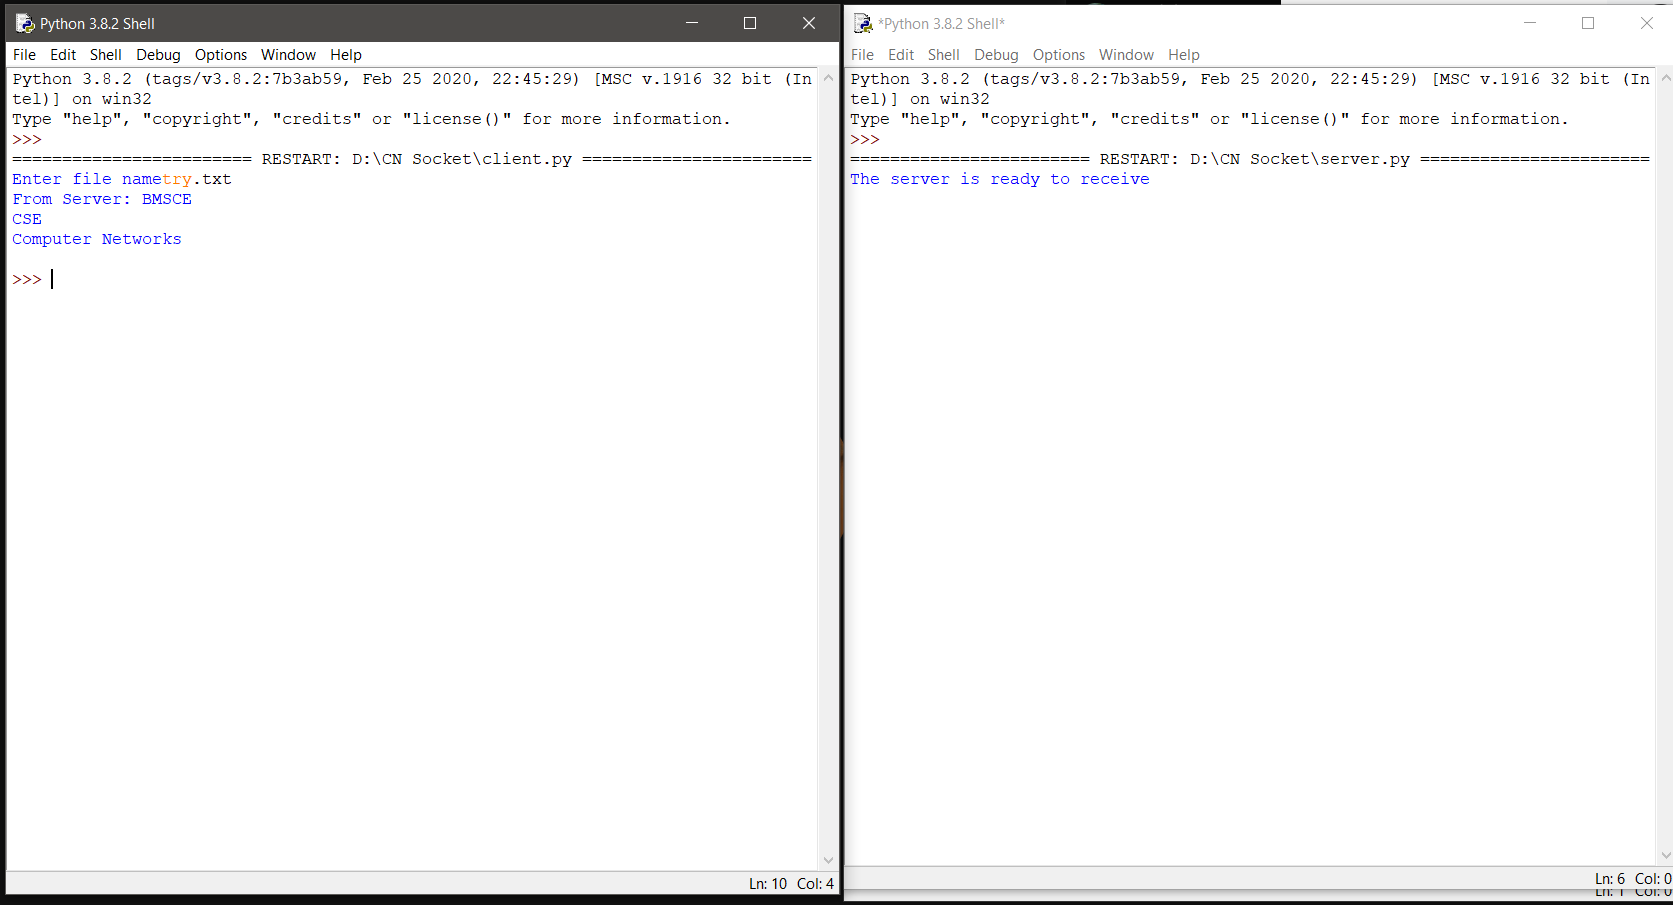 Python 3.8.2 Shell
File Edit Shell Debug Options Window Help
Python 3.8.2 (tags/v3.8.2:7b3ab59, Feb 25 2020, 22:45:29) [MSC v.1916 32 bit (In
tel)] on win32
Type "help", "copyright", "credits" or "license()" for more information.
>>>
======================== RESTART: D:\CN Socket\client.py =======================
Enter file nametry.txt
From Server: BMSCE
CSE
Computer Networks
>>>
Ln: 10 Col: 4
*Python 3.8.2 Shell*
File Edit Shell Debug Options Window Help
Python 3.8.2 (tags/v3.8.2:7b3ab59, Feb 25 2020, 22:45:29) [MSC v.1916 32 bit (In
tel)] on win32
Type "help", "copyright", "credits" or "license()" for more information.
>>>
======================== RESTART: D:\CN Socket\server.py =======================
The server is ready to receive
Ln: 6 Col: 0
Ln: 1 Col: 0